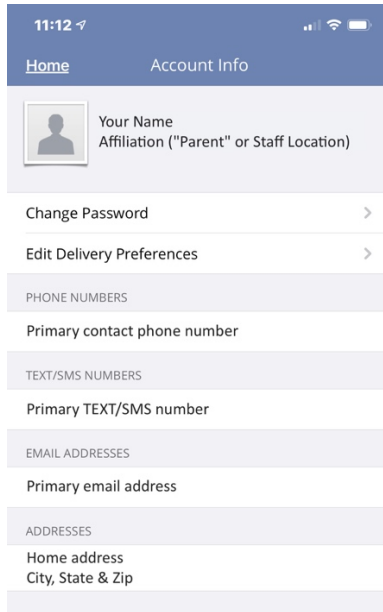 11:12
Home
Account Info
Your Name
Affiliation ("Parent" or Staff Location)
Change Password
Edit Delivery Preferences
PHONE NUMBERS
Primary contact phone number
TEXT/SMS NUMBERS
Primary TEXT/SMS number
EMAIL ADDRESSES
Primary email address
ADDRESSES
Home address
City, State & Zip